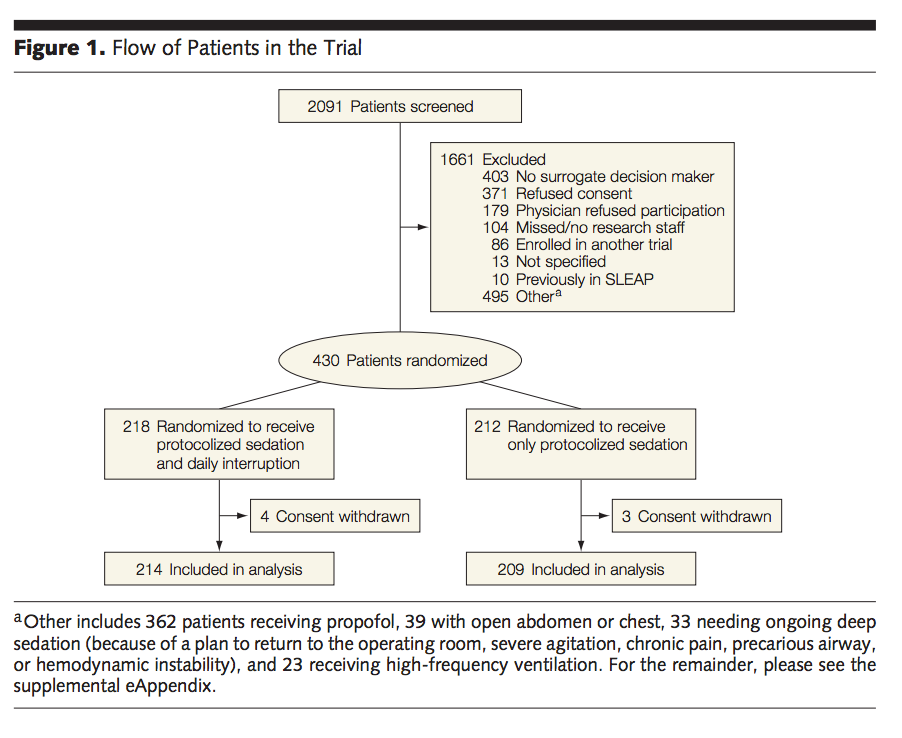 Figure 1. Flow of Patients in the Trial
2091 Patients screened
1661 Excluded
403 No surrogate decision maker
371 Refused consent
179 Physician refused participation
104 Missed/no research staff
86 Enrolled in another trial
13 Not specified
10 Previously in SLEAP
495 Otherᵃ
430 Patients randomized
218 Randomized to receive
protocolized sedation
and daily interruption
212 Randomized to receive
only protocolized sedation
4 Consent withdrawn
3 Consent withdrawn
214 Included in analysis
209 Included in analysis
ᵃOther includes 362 patients receiving propofol, 39 with open abdomen or chest, 33 needing ongoing deep
sedation (because of a plan to return to the operating room, severe agitation, chronic pain, precarious airway,
or hemodynamic instability), and 23 receiving high-frequency ventilation. For the remainder, please see the
supplemental eAppendix.